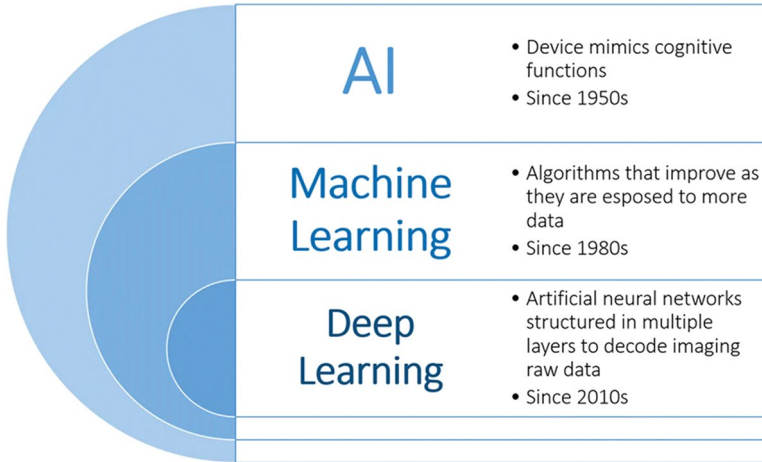 AI
• Device mimics cognitive
functions
• Since 1950s
Machine
Learning
• Algorithms that improve as
they are esposed to more
data
• Since 1980s
Deep
Learning
• Artificial neural networks
structured in multiple
layers to decode imaging
raw data
• Since 2010s